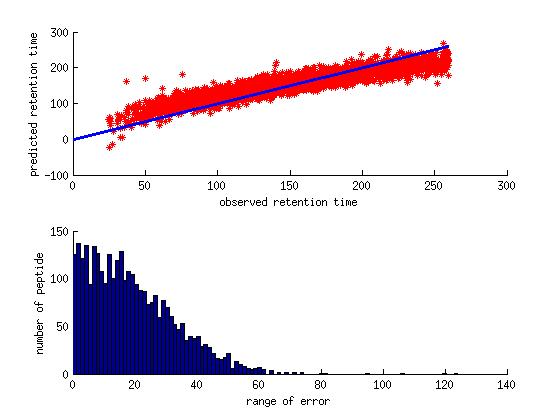 300
200
100
0
-100
predicted retention time
0 50 100 150 200 250 300
observed retention time
150
100
50
0
number of peptide
0 20 40 60 80 100 120 140
range of error